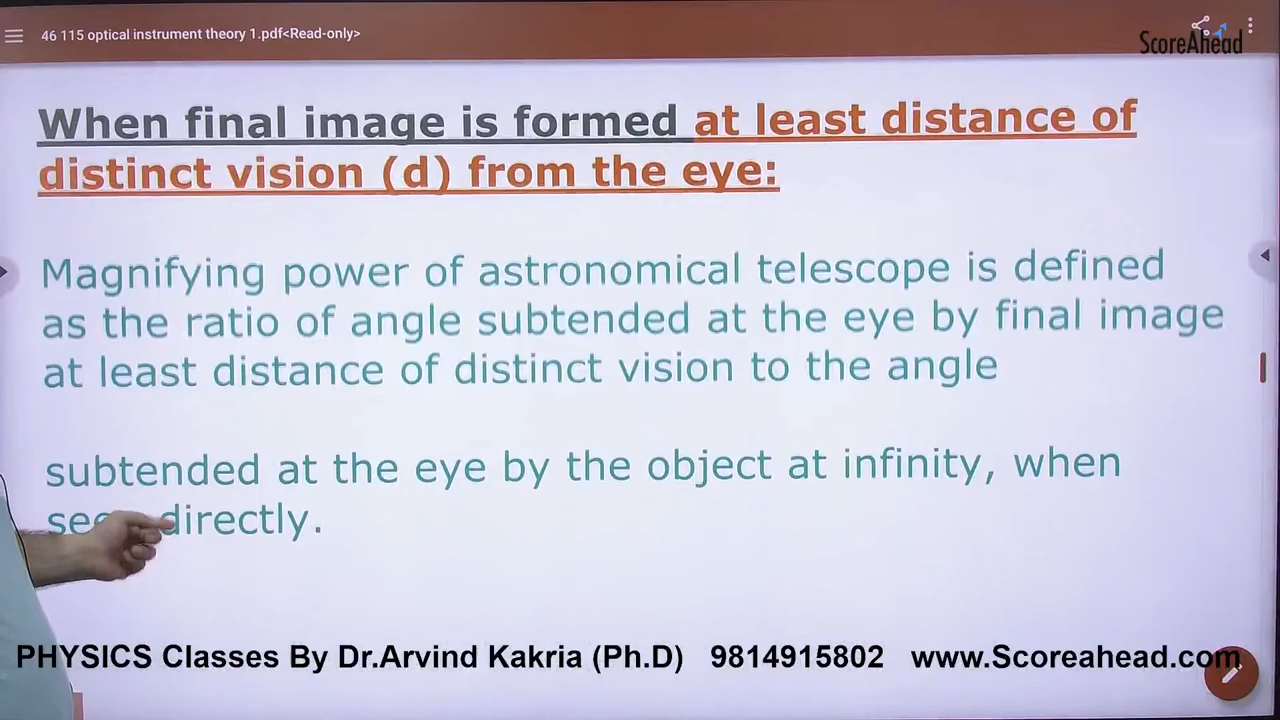 46 115 optical instrument theory 1.pdf<Read-only>
ScoreAhead
When final image is formed at least distance of
distinct vision (d) from the eye:
Magnifying power of astronomical telescope is defined
as the ratio of angle subtended at the eye by final image
at least distance of distinct vision to the angle
subtended at the eye by the object at infinity, when
directly.
PHYSICS Classes By Dr.Arvind Kakria (Ph.D) 9814915802 www.Scoreahead.com